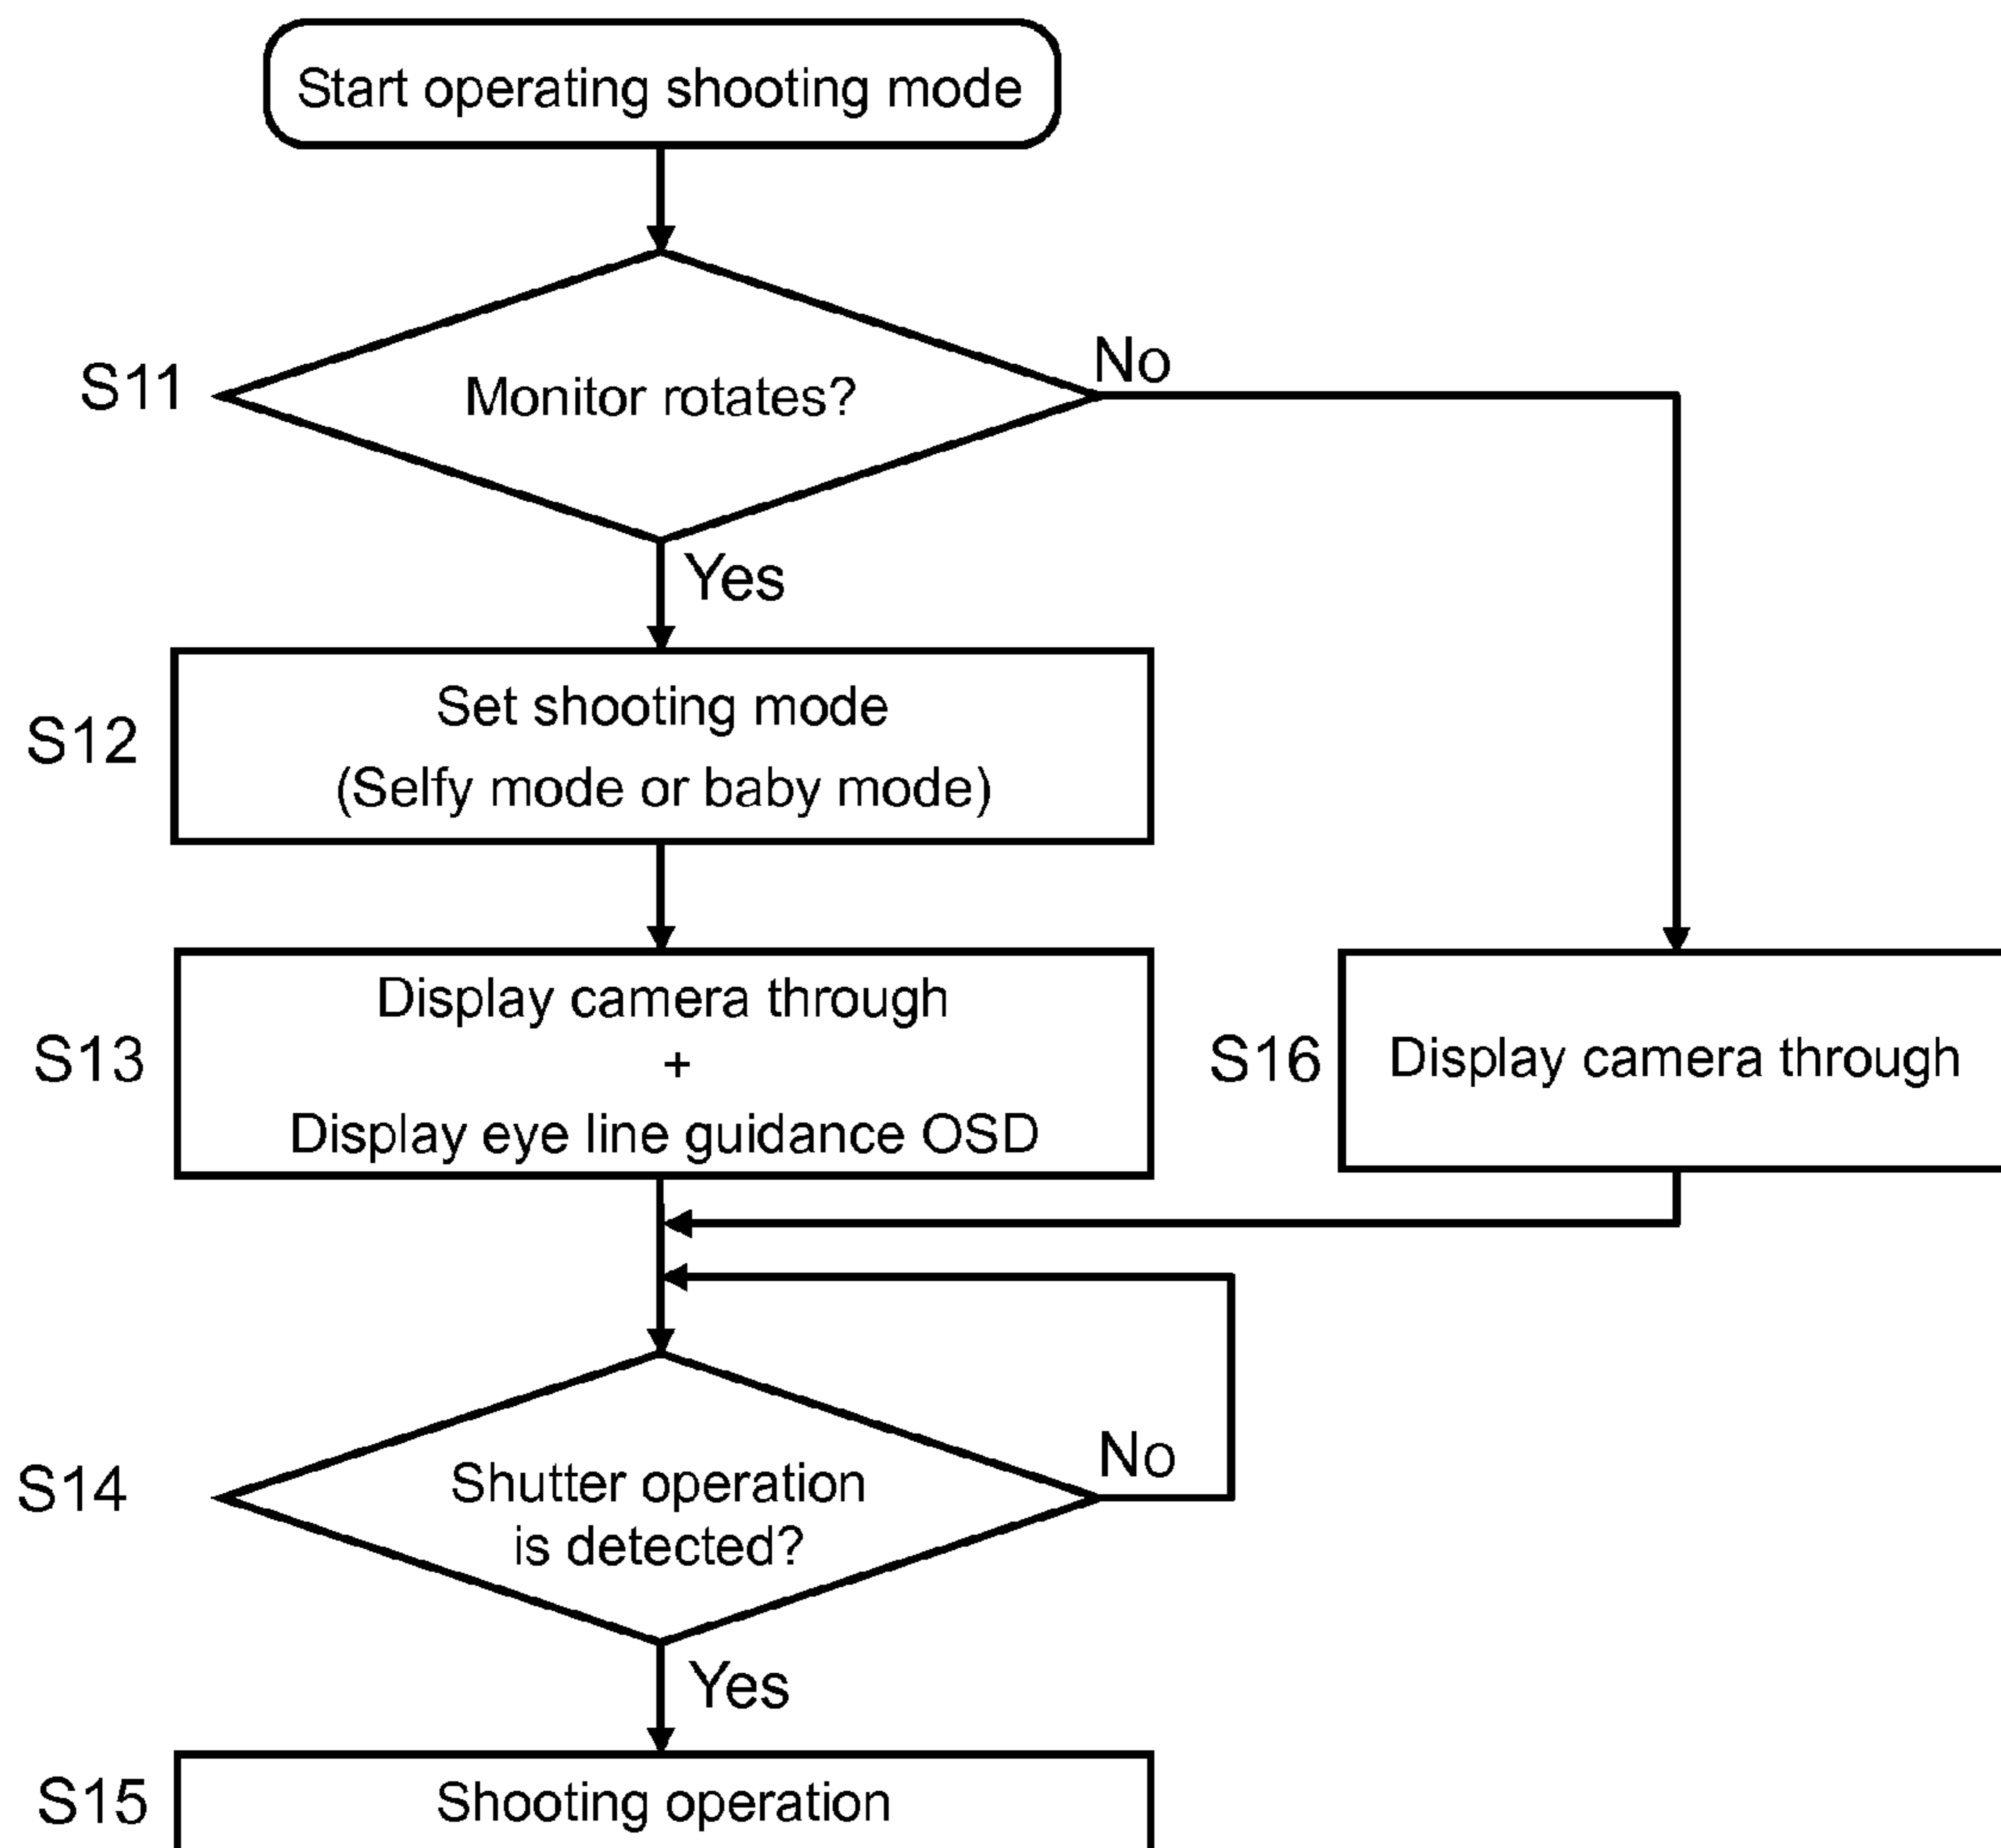 Start operating shooting mode
S11
Monitor rotates?
No
Yes
S12
Set shooting mode
(Selfy mode or baby mode)
S13
Display camera through
+
Display eye line guidance OSD
S16
Display camera through
S14
Shutter operation
is detected?
No
Yes
S15
Shooting operation